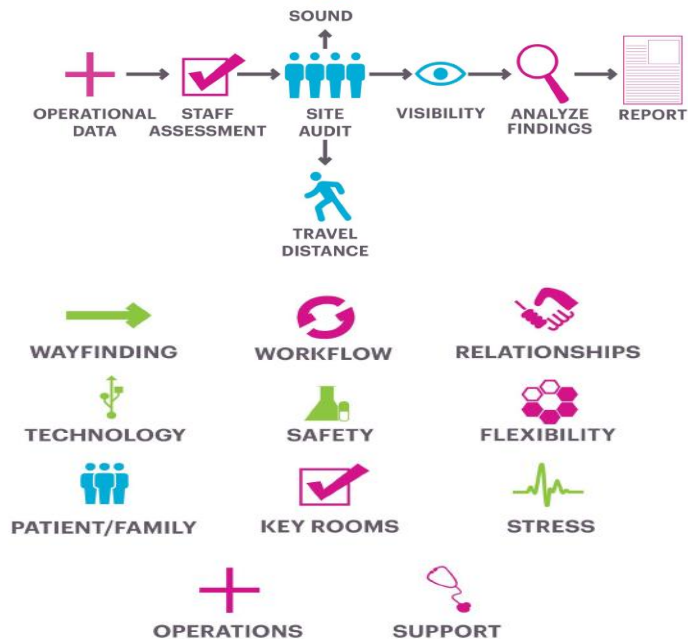 SOUND
OPERATIONAL
DATA
STAFF
ASSESSMENT
SITE
AUDIT
VISIBILITY
ANALYZE
FINDINGS
REPORT
TRAVEL
DISTANCE
WAYFINDING
WORKFLOW
RELATIONSHIPS
TECHNOLOGY
SAFETY
FLEXIBILITY
PATIENT/FAMILY
KEY ROOMS
STRESS
OPERATIONS
SUPPORT